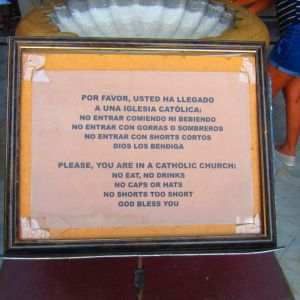 POR FAVOR, USTED HA LLEGADO
A UNA IGLESIA CATÓLICA:
NO ENTRAR COMIENDO NI BEBIENDO
NO ENTRAR CON GORRAS O SOMBREROS
NO ENTRAR CON SHORTS CORTOS
DIOS LOS BENDIGA
PLEASE, YOU ARE IN A CATHOLIC CHURCH:
NO EAT, NO DRINKS
NO CAPS OR HATS
NO SHORTS TOO SHORT
GOD BLESS YOU